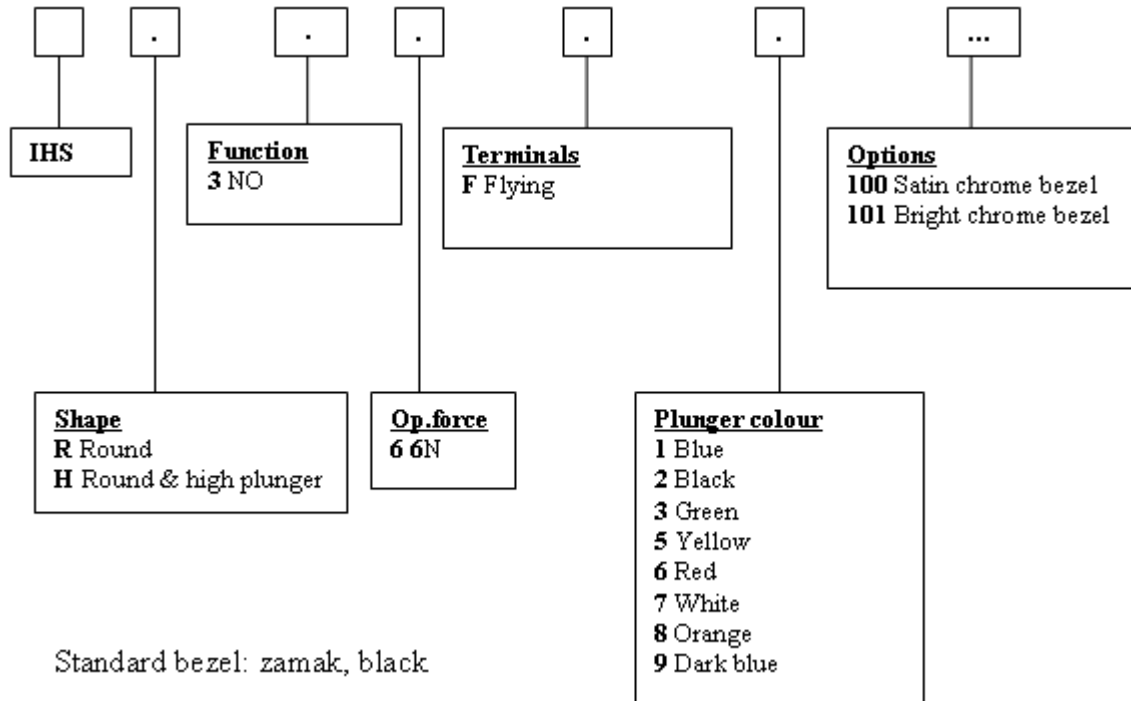 .
.
.
.
.
...
IHS
Function
3 NO
Terminals
F Flying
Options
100 Satin chrome bezel
101 Bright chrome bezel
Shape
R Round
H Round & high plunger
Op.force
6 6N
Plunger colour
1 Blue
2 Black
3 Green
5 Yellow
6 Red
7 White
8 Orange
9 Dark blue
Standard bezel: zamak, black